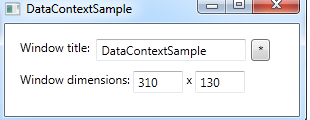 DataContextSample
Window title: DataContextSample *
Window dimensions: 310 x 130